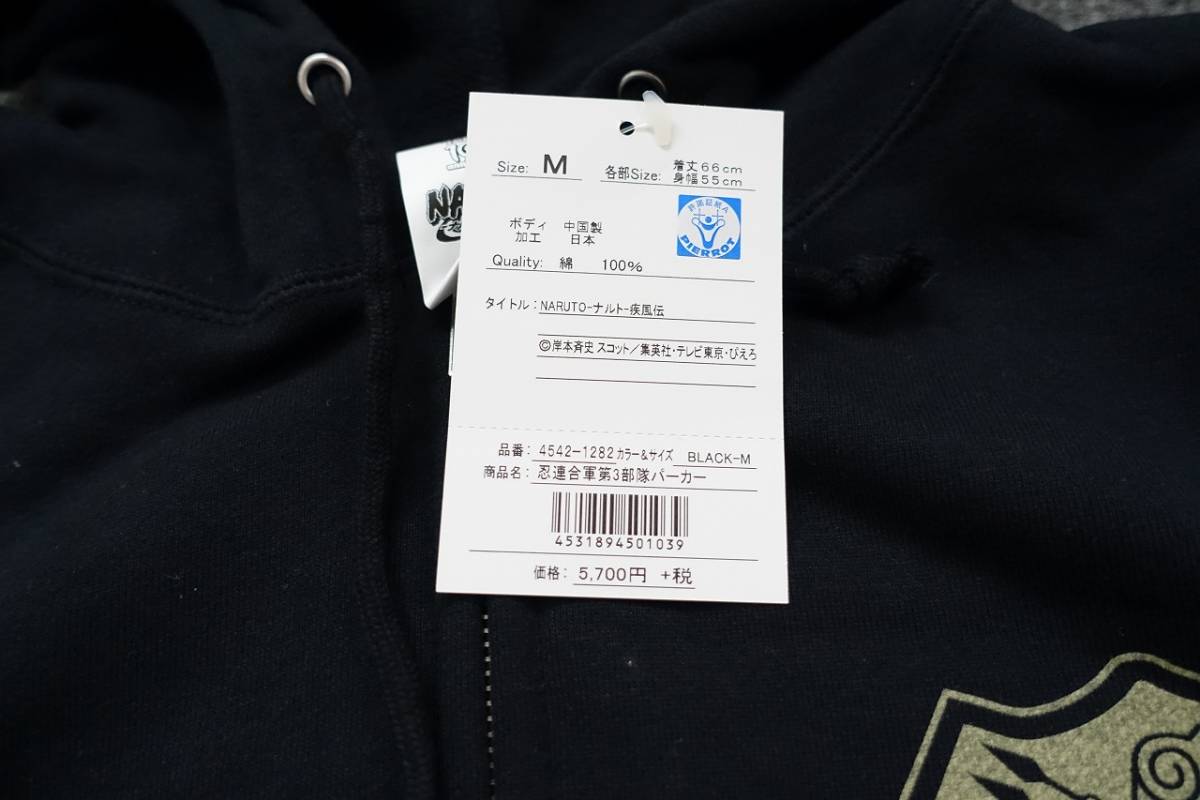 Size: M 各部Size: 着丈66cm
身幅55cm
許諾証紙A
PIERROT
ボディ 中国製
加工 日本
Quality: 綿 100%
タイトル:NARUTO-ナルト-疾風伝
©岸本斉史 スコット/集英社・テレビ東京・ぴえろ
品番: 4542-1282 カラー&サイズ BLACK-M
商品名: 忍連合軍第3部隊パーカー
4531894501039
価格: 5,700円 +税